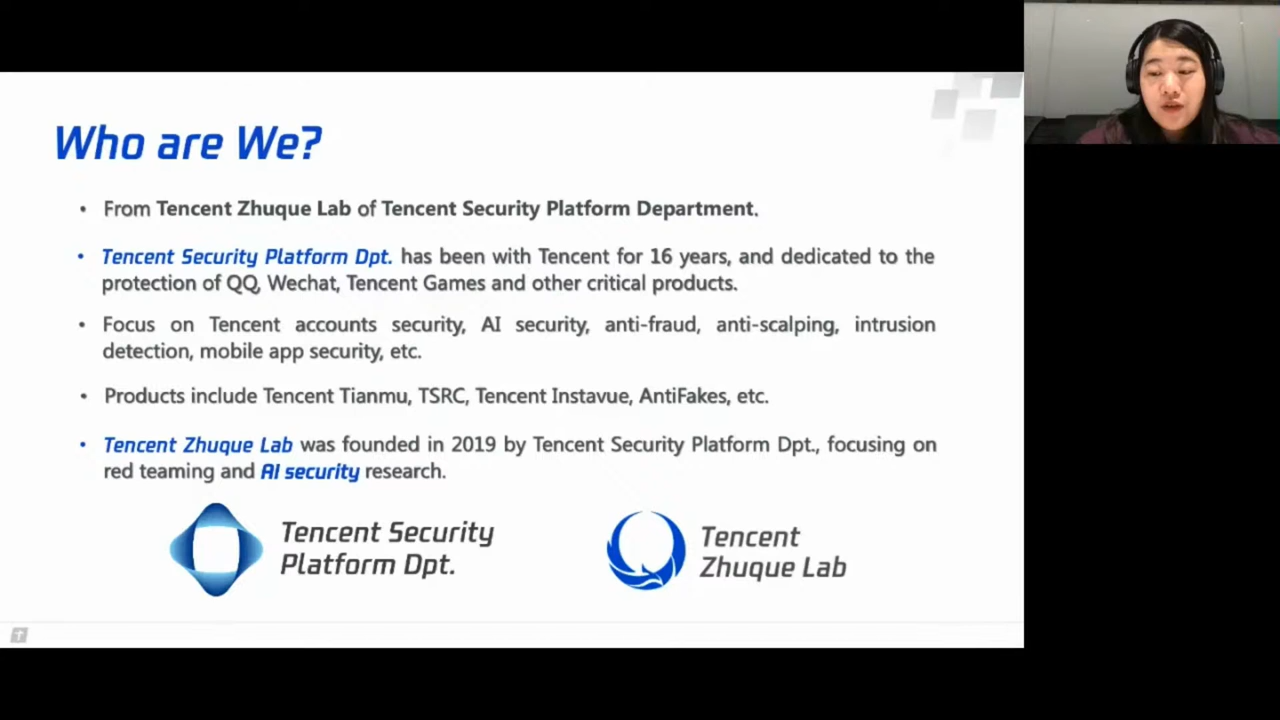 Who are We?
• From Tencent Zhuque Lab of Tencent Security Platform Department.
• Tencent Security Platform Dpt. has been with Tencent for 16 years, and dedicated to the
protection of QQ, Wechat, Tencent Games and other critical products.
• Focus on Tencent accounts security, AI security, anti-fraud, anti-scalping, intrusion
detection, mobile app security, etc.
• Products include Tencent Tianmu, TSRC, Tencent Instavue, AntiFakes, etc.
• Tencent Zhuque Lab was founded in 2019 by Tencent Security Platform Dpt., focusing on
red teaming and AI security research.
Tencent Security
Platform Dpt.
Tencent
Zhuque Lab